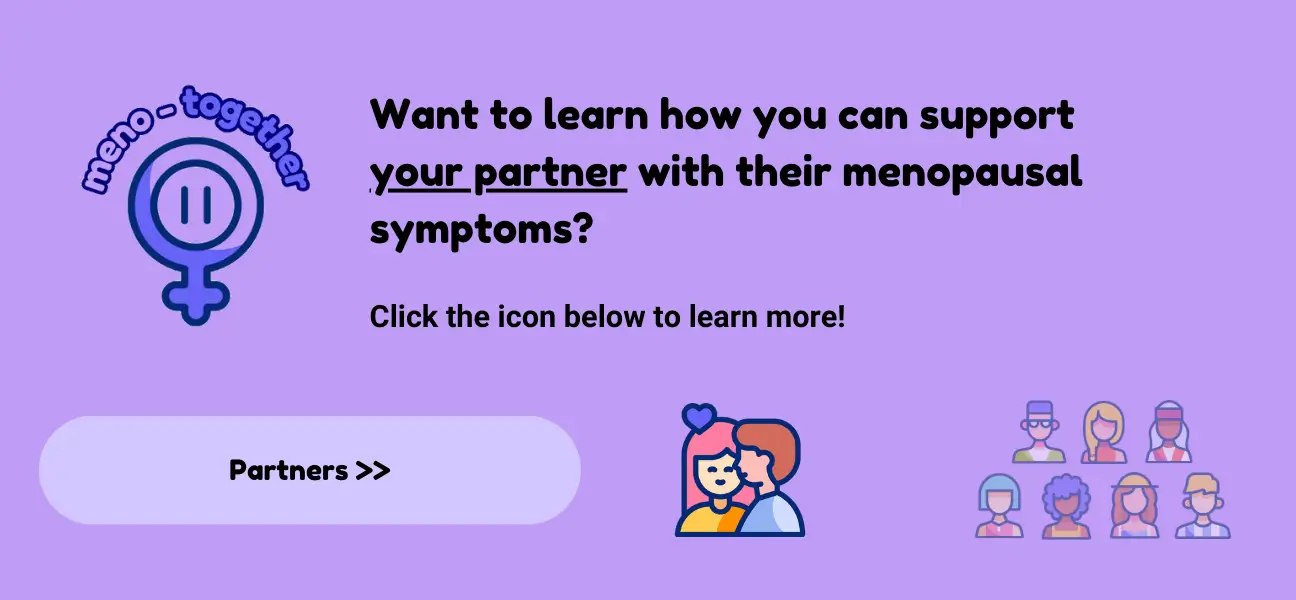 meno - together
Want to learn how you can support
your partner with their menopausal
symptoms?
Click the icon below to learn more!
Partners >>